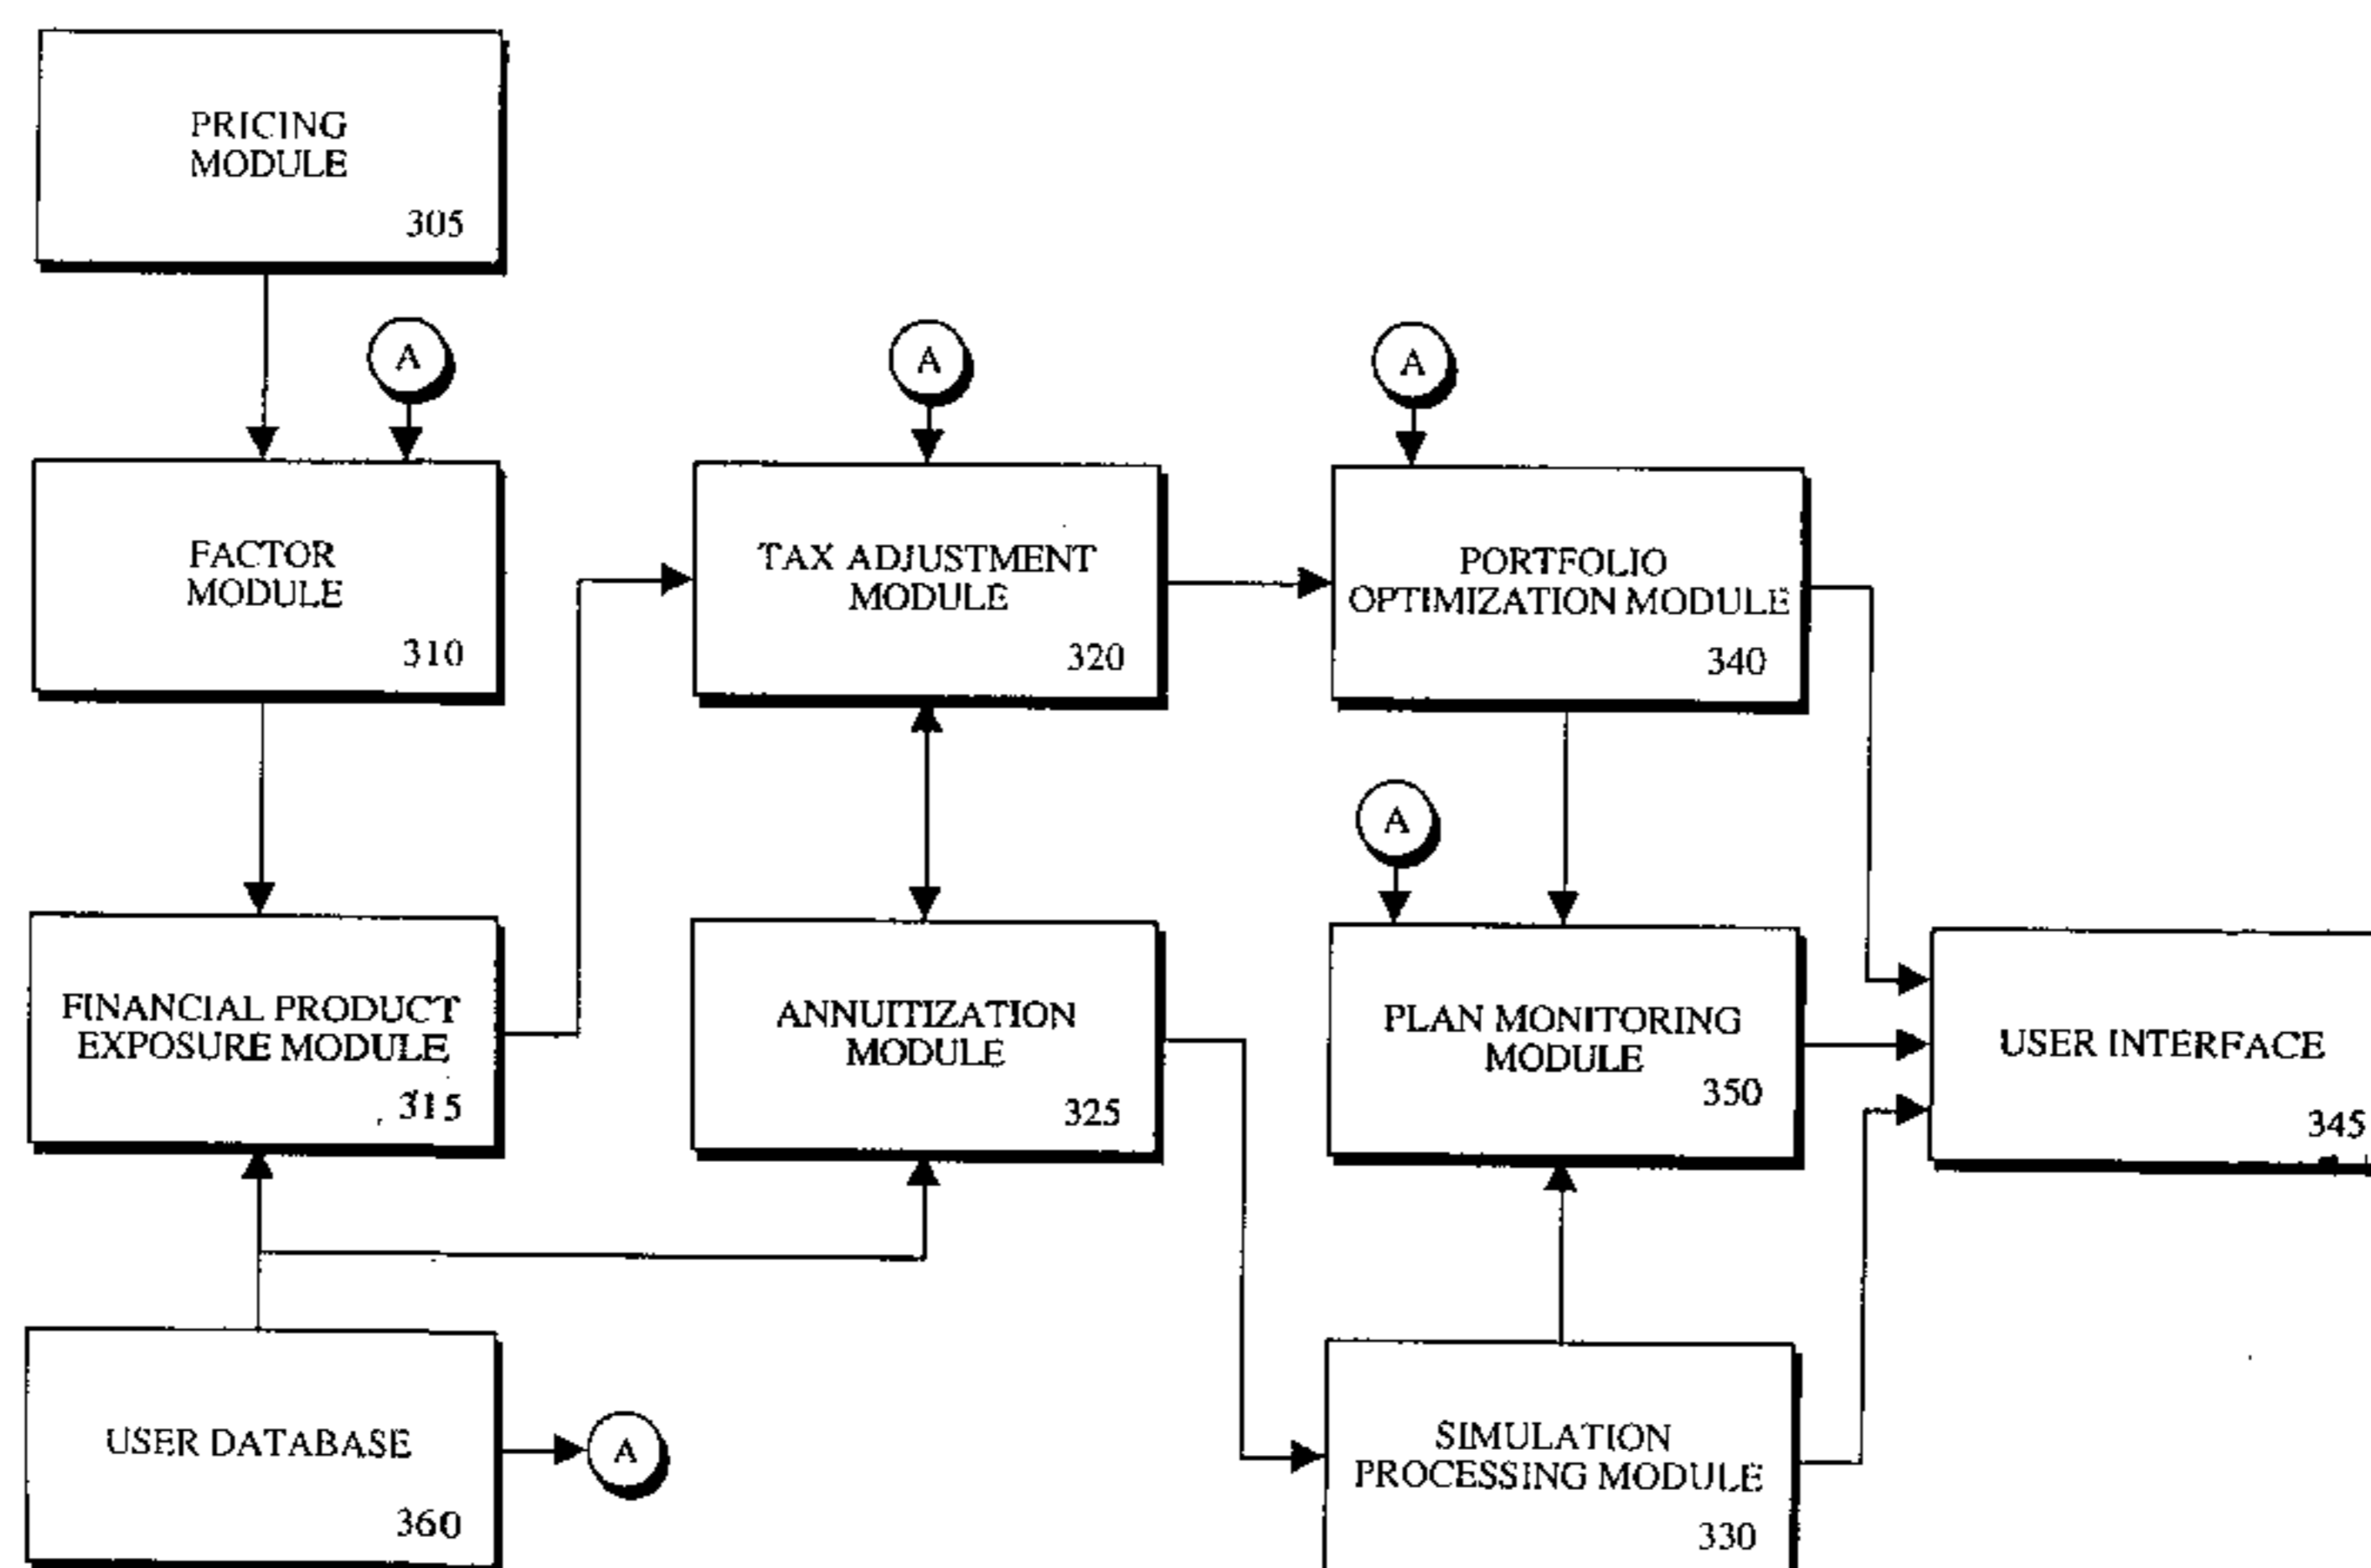 PRICING
MODULE
305
A
A
A
FACTOR
MODULE
310
TAX ADJUSTMENT
MODULE
320
PORTFOLIO
OPTIMIZATION MODULE
340
A
FINANCIAL PRODUCT
EXPOSURE MODULE
315
ANNUITIZATION
MODULE
325
PLAN MONITORING
MODULE
350
USER INTERFACE
345
USER DATABASE
360
A
SIMULATION
PROCESSING MODULE
330